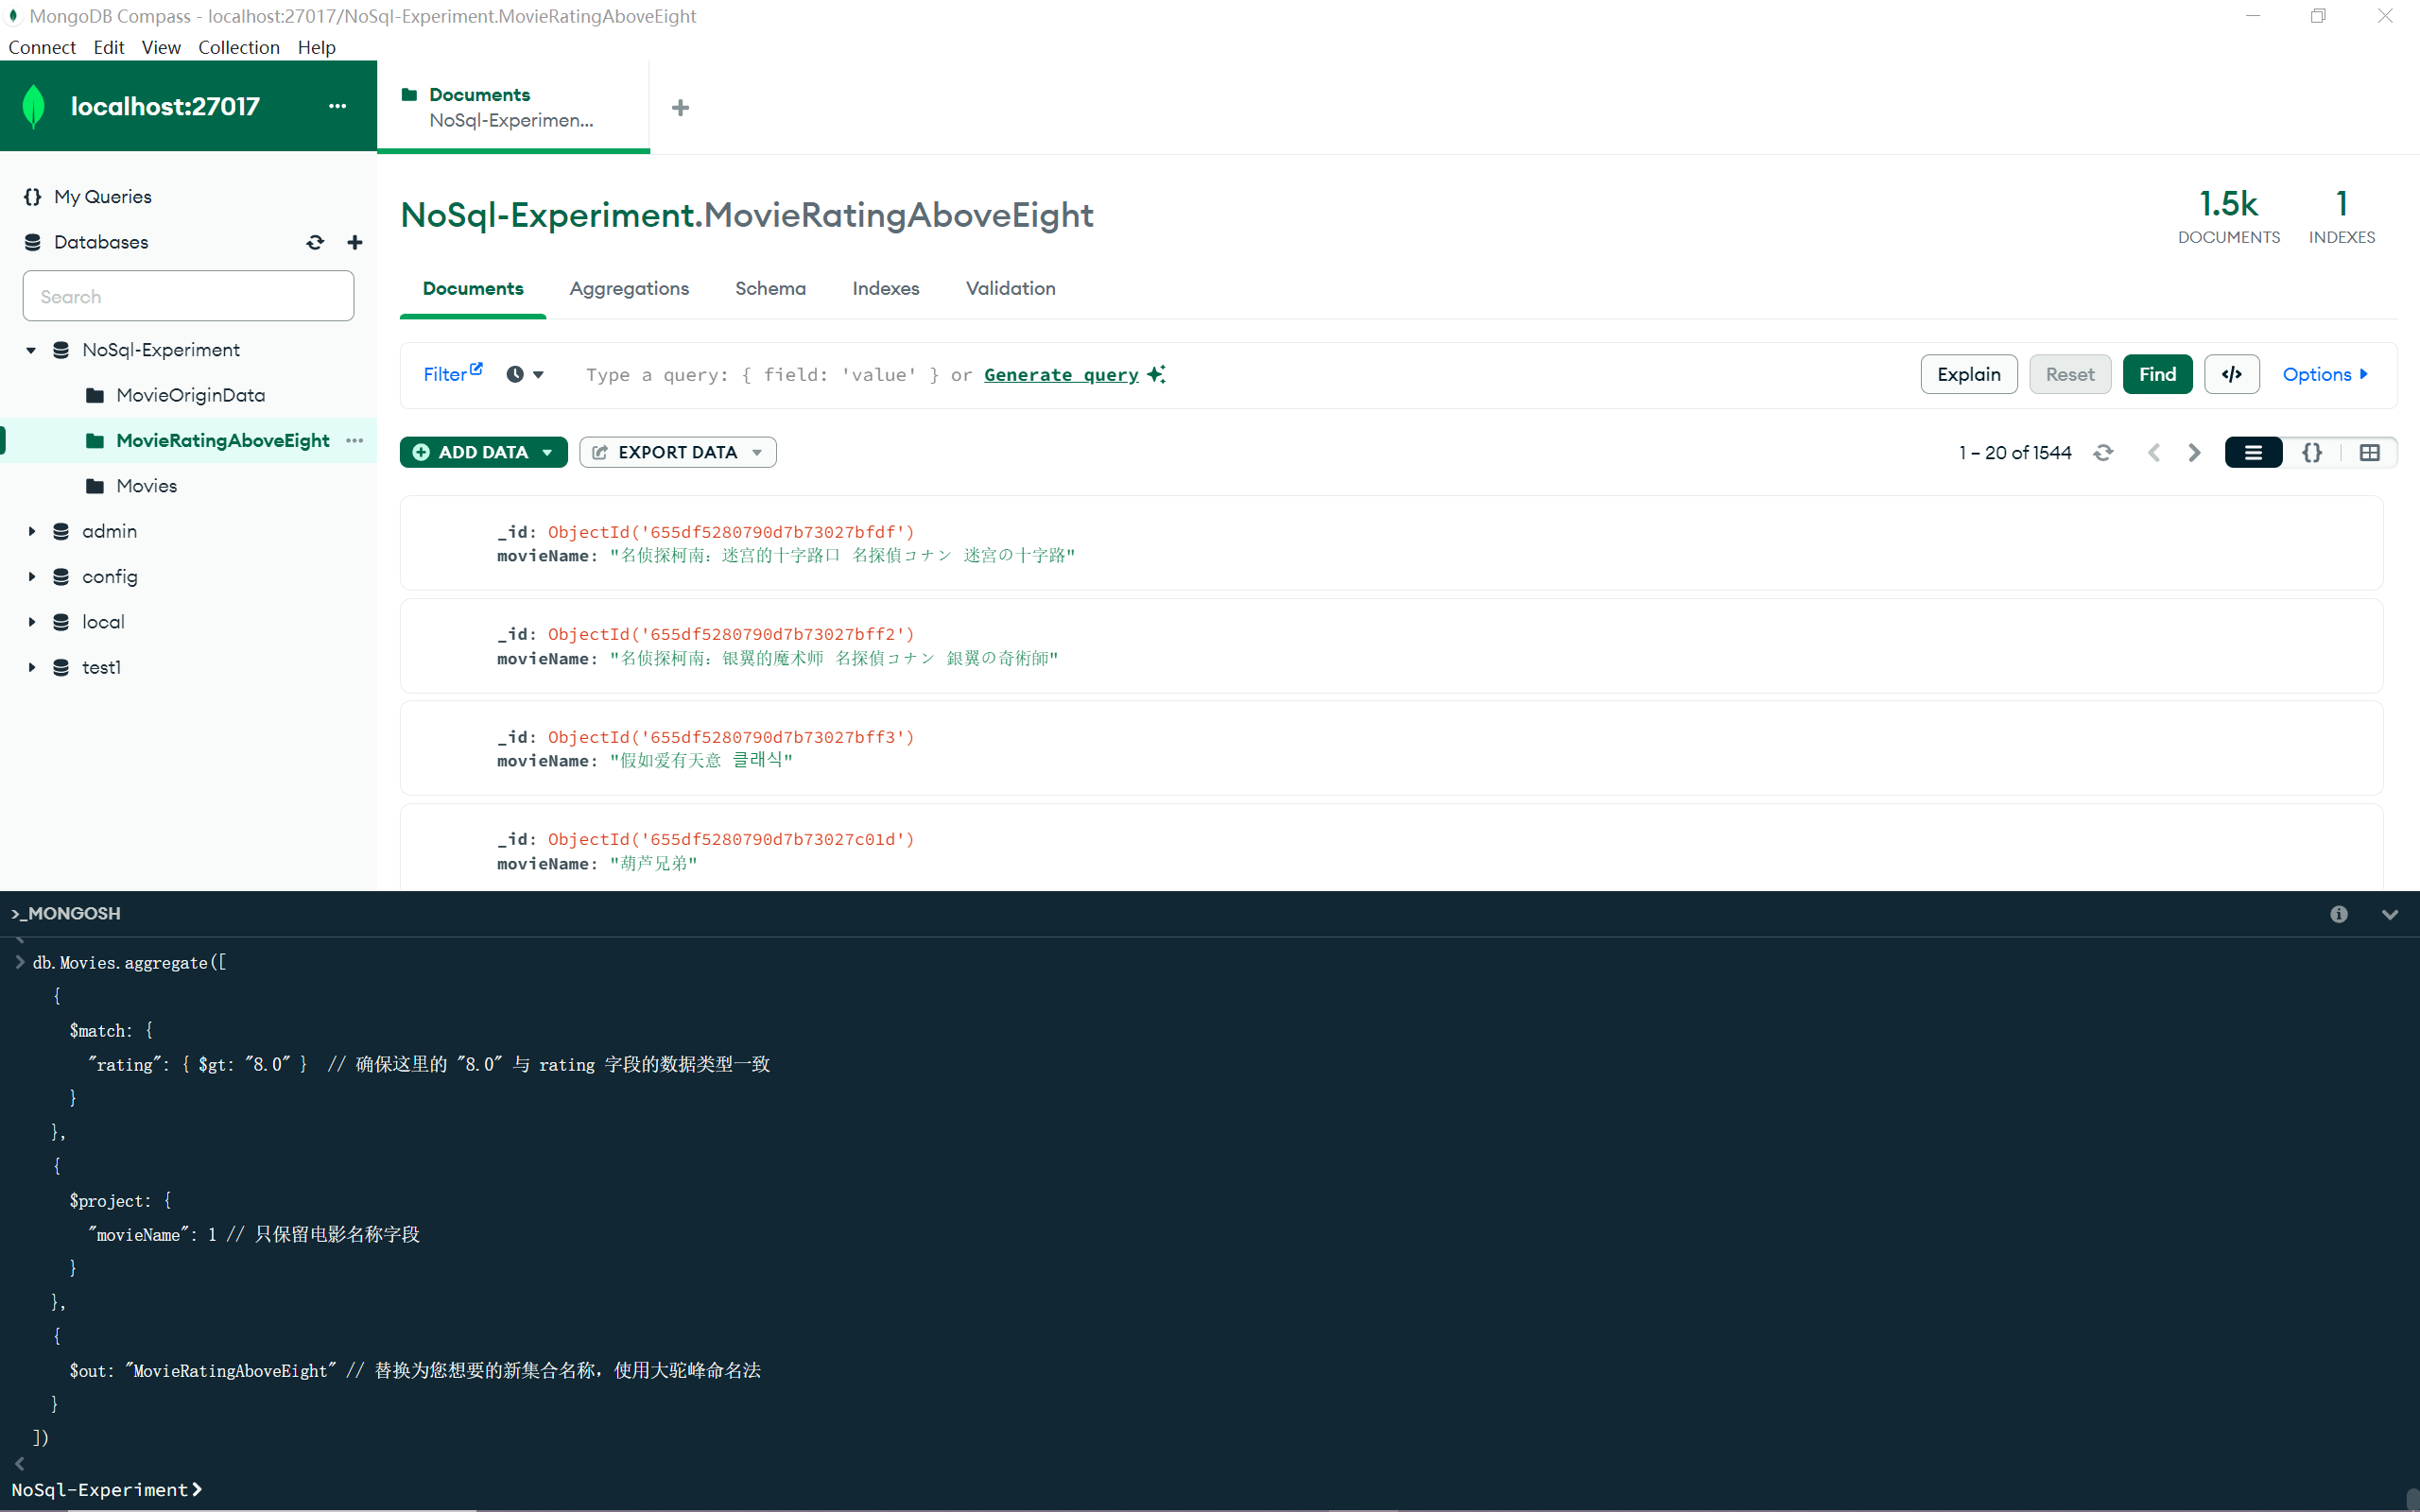 MongoDB Compass - localhost:27017/NoSql-Experiment.MovieRatingAboveEight
Connect Edit View Collection Help
localhost:27017
Documents
NoSql-Experimen...
My Queries
Databases
Search
NoSql-Experiment
MovieOriginData
MovieRatingAboveEight
Movies
admin
config
local
test1
NoSql-Experiment.MovieRatingAboveEight
1.5k
DOCUMENTS
1
INDEXES
Documents Aggregations Schema Indexes Validation
Filter Type a query: { field: 'value' } or Generate query Explain Reset Find </> Options
ADD DATA EXPORT DATA 1 – 20 of 1544 {}
_id: ObjectId('655df5280790d7b73027bfdf')
movieName: "名侦探柯南：迷宫的十字路口 名探偵コナン 迷宮の十字路"
_id: ObjectId('655df5280790d7b73027bff2')
movieName: "名侦探柯南：银翼的魔术师 名探偵コナン 銀翼の奇術師"
_id: ObjectId('655df5280790d7b73027bff3')
movieName: "假如爱有天意 클래식"
_id: ObjectId('655df5280790d7b73027c01d')
movieName: "葫芦兄弟"
>_MONGOSH
> db.Movies.aggregate([
{
$match: {
"rating": { $gt: "8.0" } // 确保这里的 "8.0" 与 rating 字段的数据类型一致
}
},
{
$project: {
"movieName": 1 // 只保留电影名称字段
}
},
{
$out: "MovieRatingAboveEight" // 替换为您想要的新集合名称，使用大驼峰命名法
}
])
<
NoSql-Experiment>